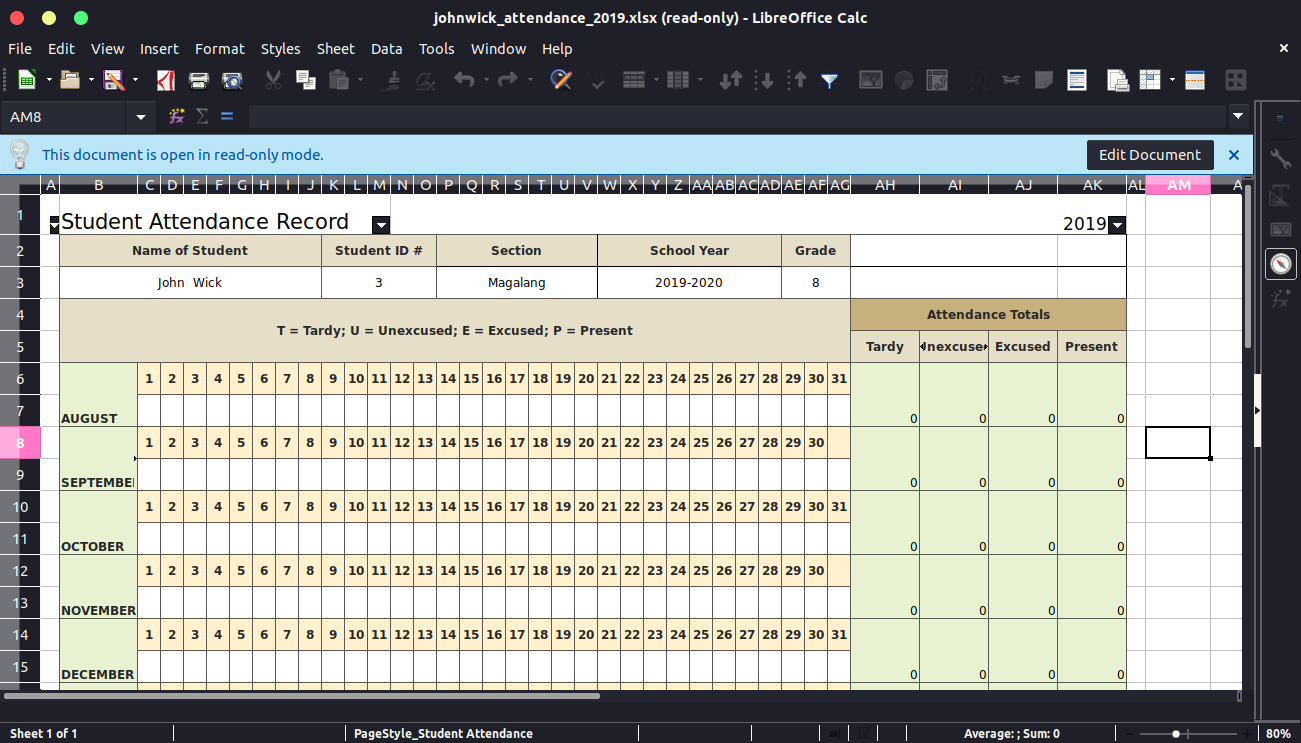 johnwick_attendance_2019.xlsx (read-only) - LibreOffice Calc
File Edit View Insert Format Styles Sheet Data Tools Window Help
AM8
This document is open in read-only mode. Edit Document
A B C D E F G H I J K L M N O P Q R S T U V W X Y Z AA AB AC AD AE AF AG AH AI AJ AK AL AM A
1 Student Attendance Record 2019
2 Name of Student Student ID # Section School Year Grade
3 John Wick 3 Magalang 2019-2020 8
4 Attendance Totals
T = Tardy; U = Unexcused; E = Excused; P = Present
5 Tardy Inexcuse Excused Present
6 1 2 3 4 5 6 7 8 9 10 11 12 13 14 15 16 17 18 19 20 21 22 23 24 25 26 27 28 29 30 31
7 AUGUST 0 0 0 0
8 1 2 3 4 5 6 7 8 9 10 11 12 13 14 15 16 17 18 19 20 21 22 23 24 25 26 27 28 29 30
9 SEPTEMBE 0 0 0 0
10 1 2 3 4 5 6 7 8 9 10 11 12 13 14 15 16 17 18 19 20 21 22 23 24 25 26 27 28 29 30 31
11 OCTOBER 0 0 0 0
12 1 2 3 4 5 6 7 8 9 10 11 12 13 14 15 16 17 18 19 20 21 22 23 24 25 26 27 28 29 30
13 NOVEMBER 0 0 0 0
14 1 2 3 4 5 6 7 8 9 10 11 12 13 14 15 16 17 18 19 20 21 22 23 24 25 26 27 28 29 30 31
15 DECEMBER 0 0 0 0
Sheet 1 of 1 PageStyle_Student Attendance Average: ; Sum: 0 80%